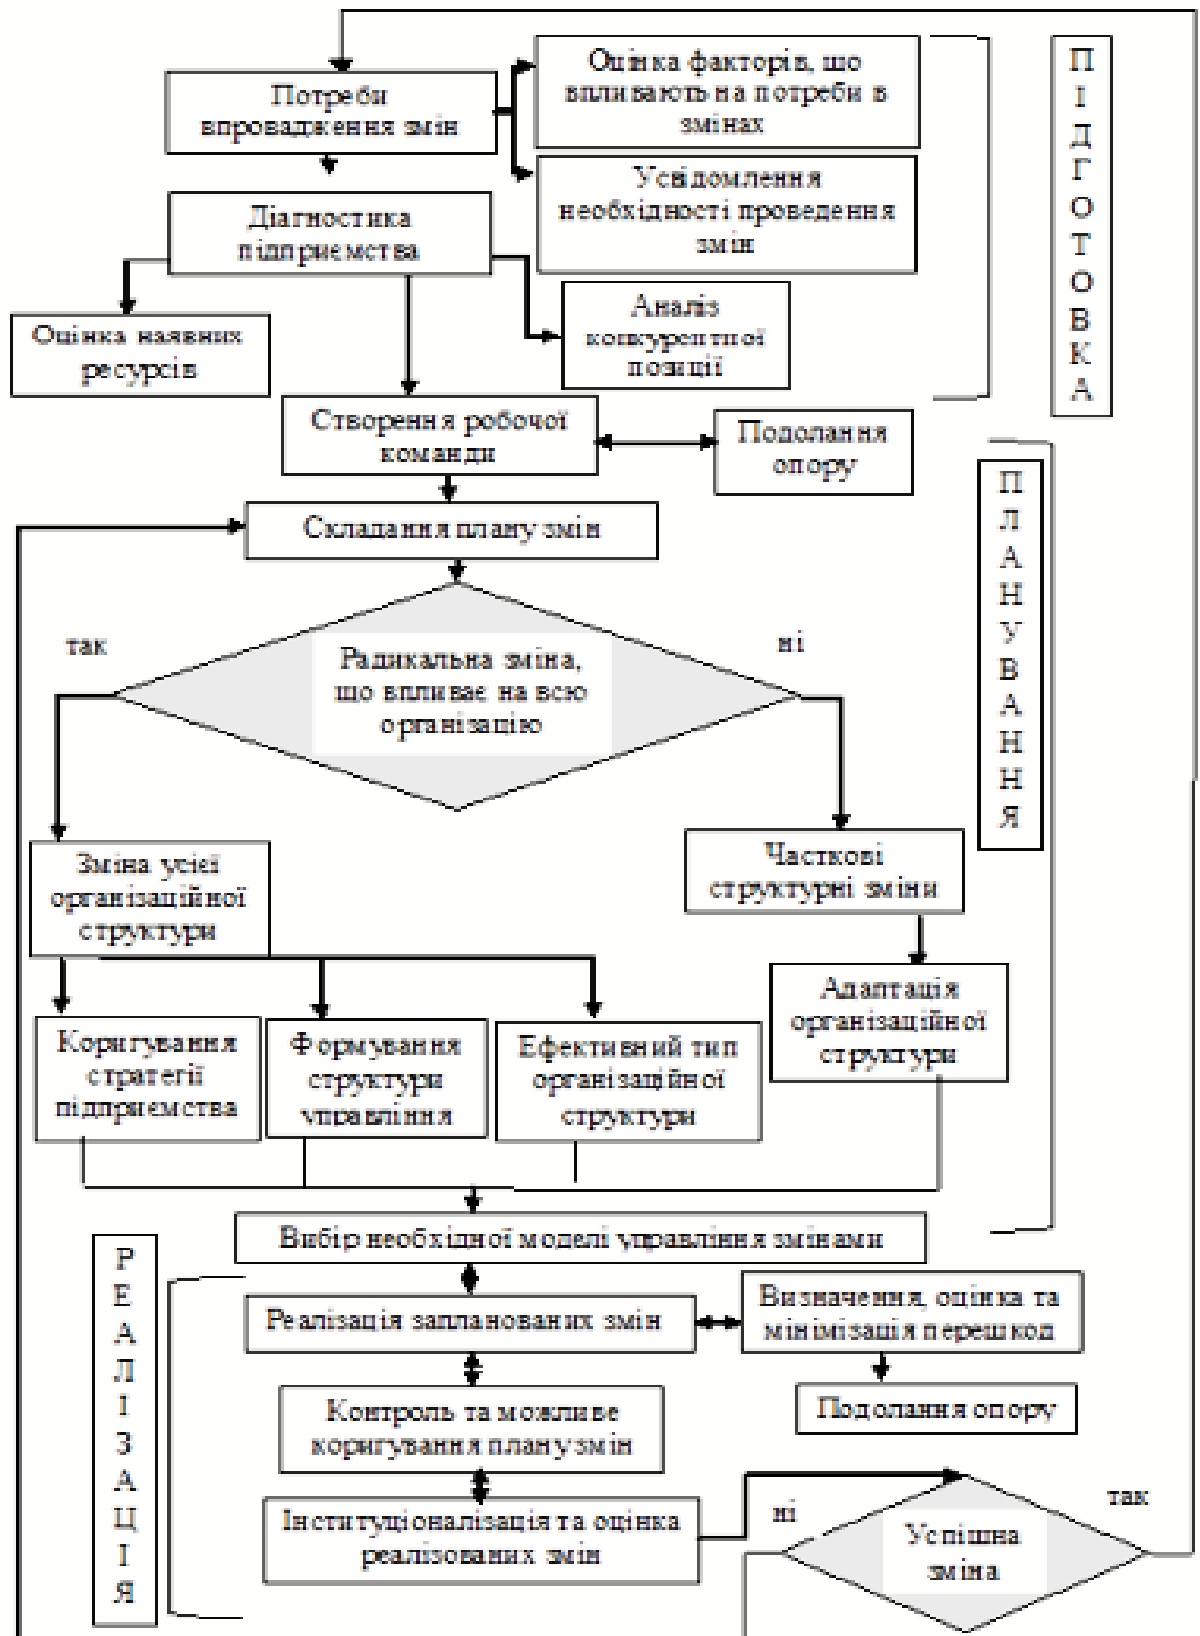 Потреби
впровадження змін
Оцінка факторів, що
впливають на потреби в
змінах
Усвідомлення
необхідності проведення
змін
Діагностика
підприємства
Оцінка наявних
ресурсів
Аналіз
конкурентної
позиції
ПІДГОТОВКА
Створення робочої
команди
Подолання
опору
Складання плану змін
так
ні
Радикальна зміна,
що впливає на всю
організацію
ПЛАНУВАННЯ
Зміна усієї
організаційної
структури
Часткові
структурні зміни
Коригування
стратегії
підприємства
Формування
структури
управління
Ефективний тип
організаційної
структури
Адаптація
організаційної
структури
Вибір необхідної моделі управління змінами
РЕАЛІЗАЦІЯ
Реалізація запланованих змін
Визначення, оцінка та
мінімізація перешкод
Подолання опору
Контроль та можливе
коригування плану змін
Інституціоналізація та оцінка
реалізованих змін
ні
так
Успішна
зміна